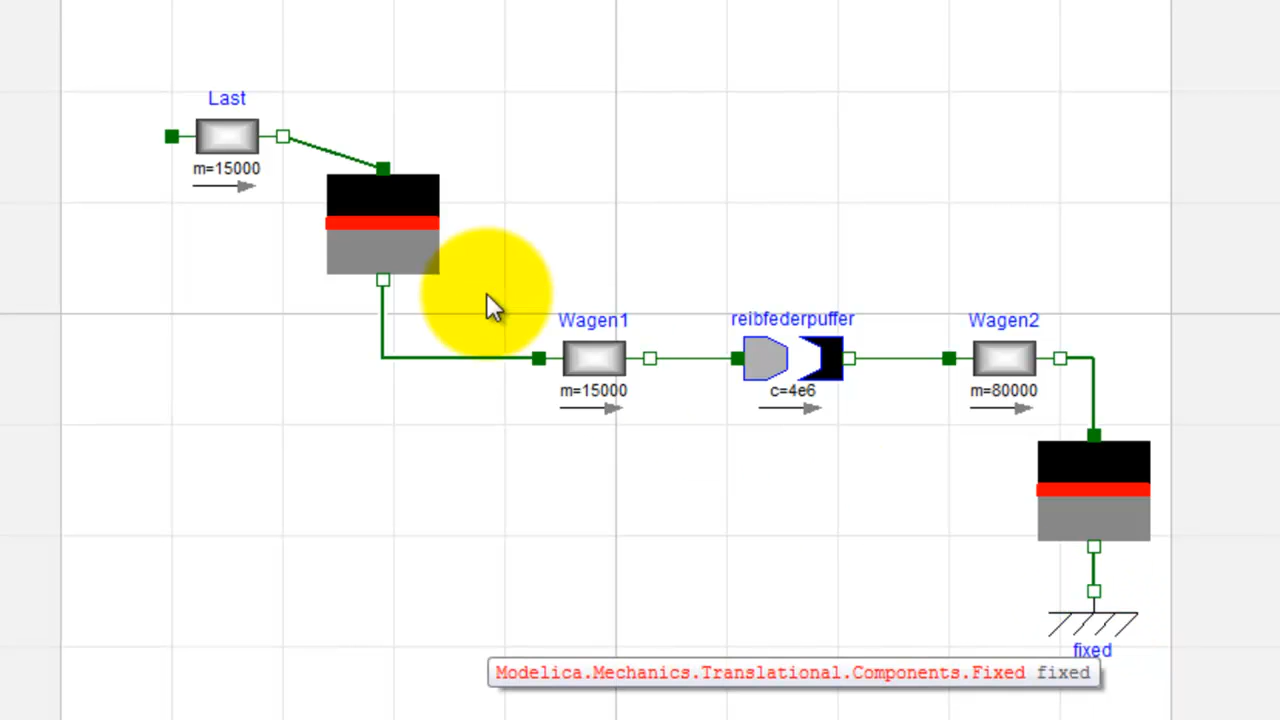 Last
m=15000
Wagen1
reibfederpuffer
Wagen2
m=15000
c=4e6
m=80000
fixed
Modelica.Mechanics.Translational.Components.Fixed fixed